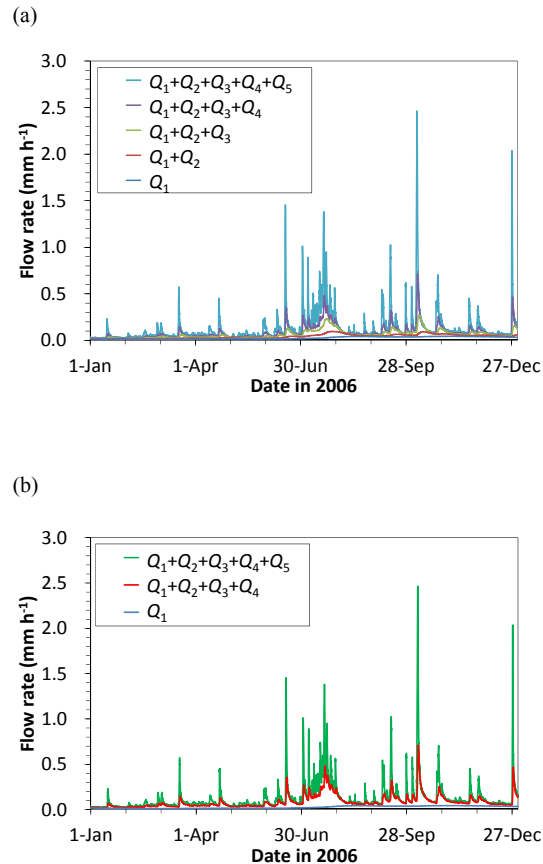 (a)
3.0
2.5
2.0
1.5
1.0
0.5
0.0
Flow rate (mm h⁻¹)
Q₁+Q₂+Q₃+Q₄+Q₅
Q₁+Q₂+Q₃+Q₄
Q₁+Q₂+Q₃
Q₁+Q₂
Q₁
1-Jan 1-Apr 30-Jun 28-Sep 27-Dec
Date in 2006
(b)
3.0
2.5
2.0
1.5
1.0
0.5
0.0
Flow rate (mm h⁻¹)
Q₁+Q₂+Q₃+Q₄+Q₅
Q₁+Q₂+Q₃+Q₄
Q₁
1-Jan 1-Apr 30-Jun 28-Sep 27-Dec
Date in 2006